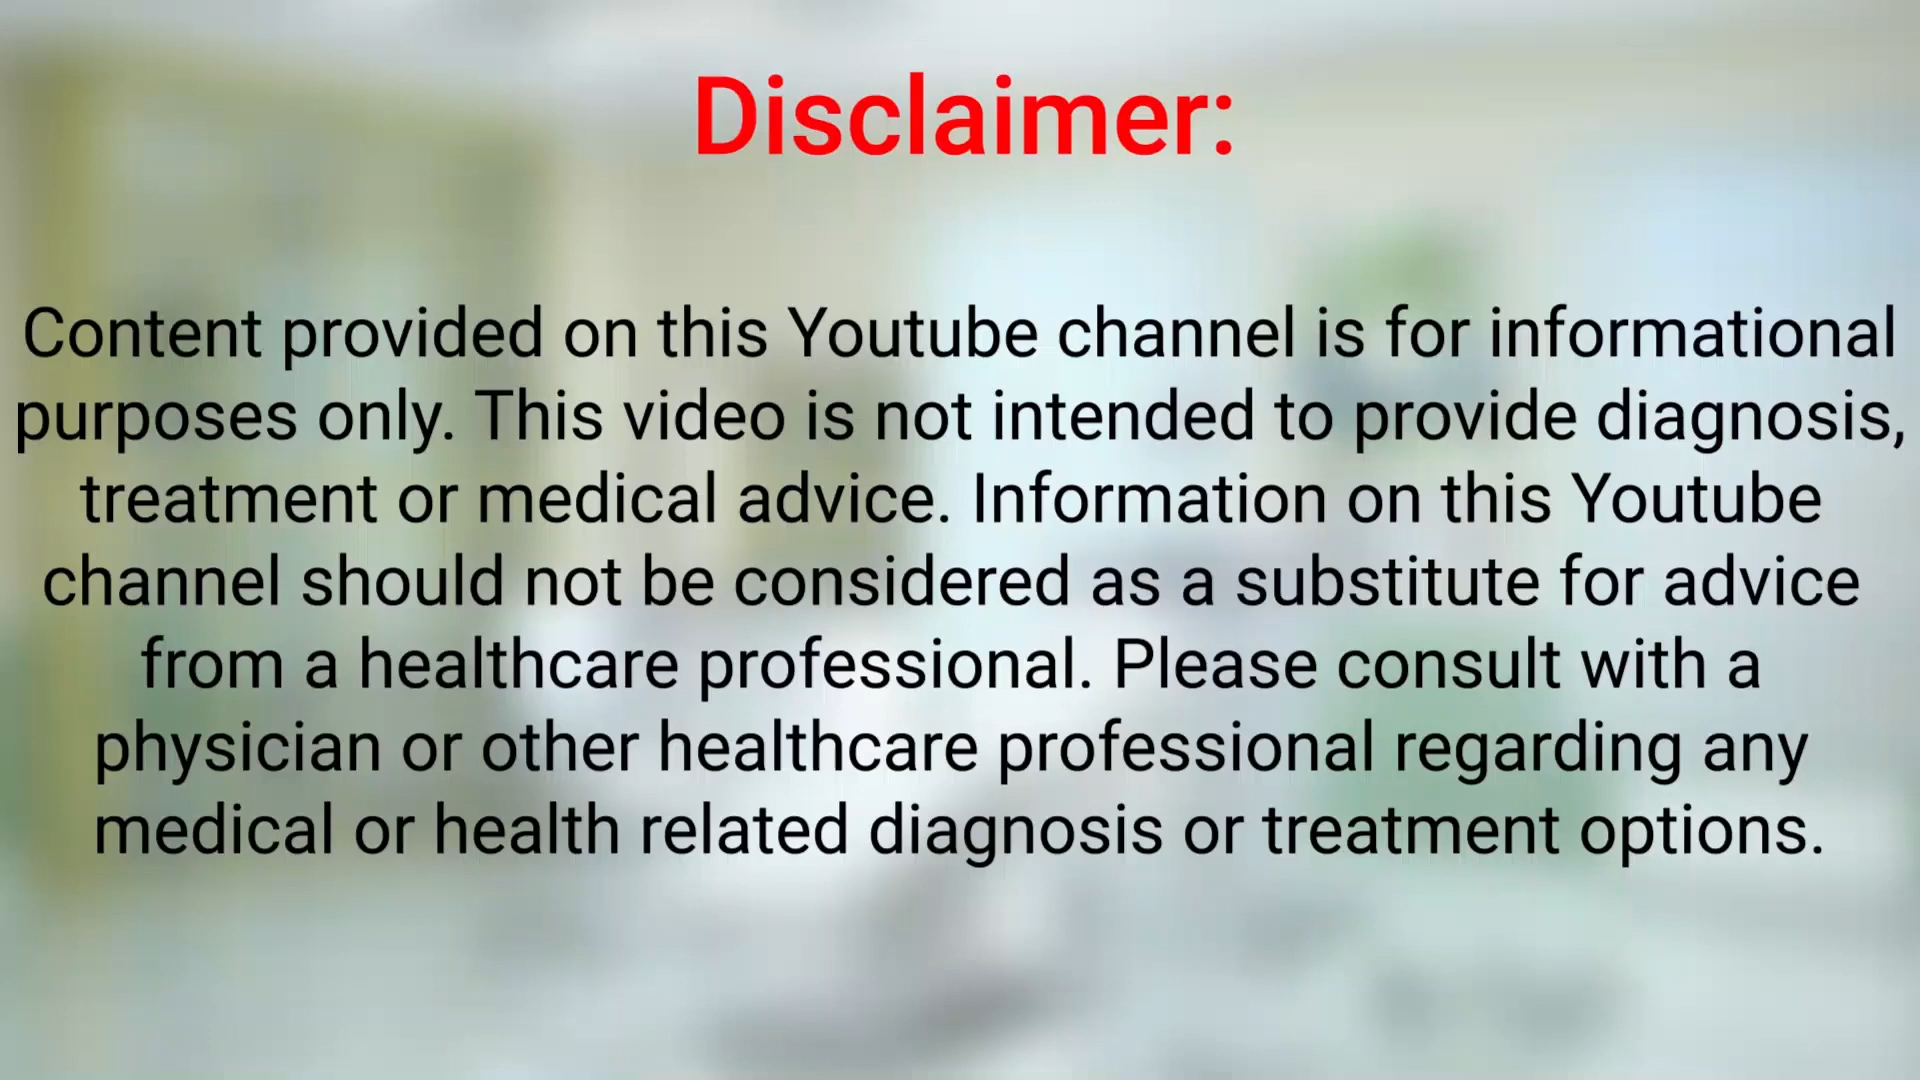 Disclaimer:
Content provided on this Youtube channel is for informational
purposes only. This video is not intended to provide diagnosis,
treatment or medical advice. Information on this Youtube
channel should not be considered as a substitute for advice
from a healthcare professional. Please consult with a
physician or other healthcare professional regarding any
medical or health related diagnosis or treatment options.